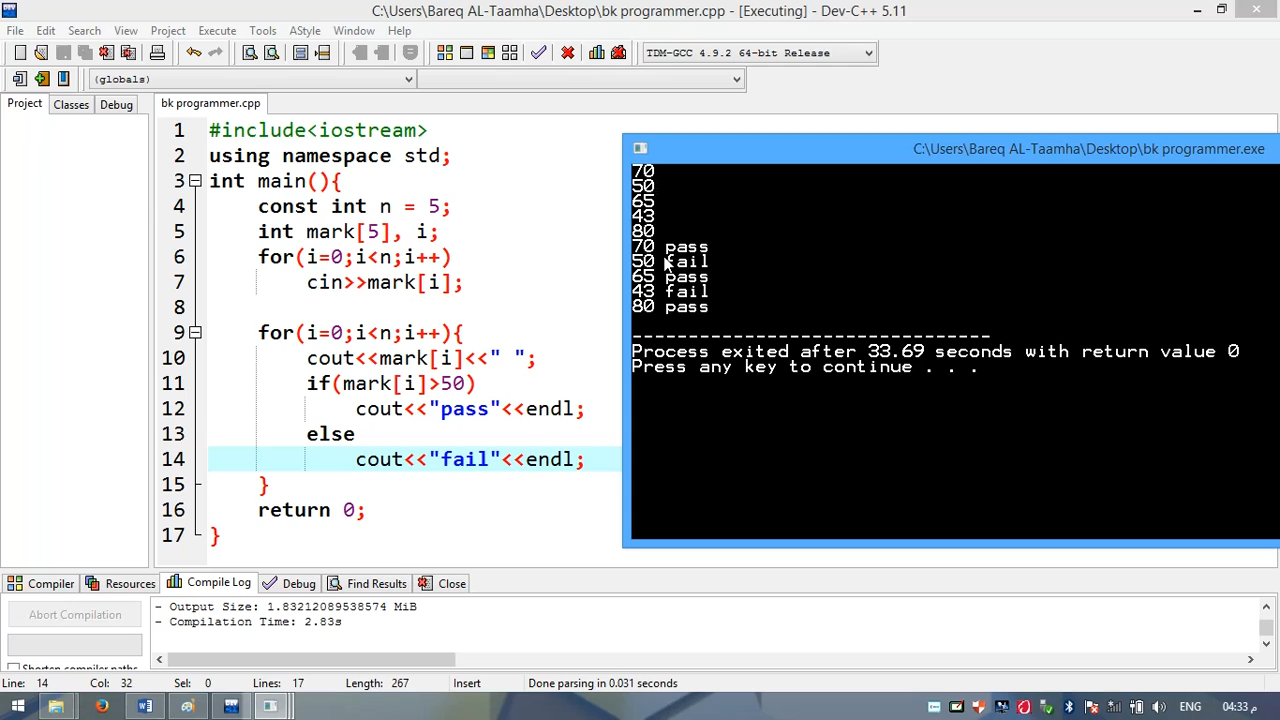 C:\Users\Bareq AL-Taamha\Desktop\bk programmer.cpp - [Executing] - Dev-C++ 5.11
File Edit Search View Project Execute Tools AStyle Window Help
TDM-GCC 4.9.2 64-bit Release
(globals)
Project Classes Debug
bk programmer.cpp
1 #include<iostream>
2 using namespace std;
3 int main(){
4 const int n = 5;
5 int mark[5], i;
6 for(i=0;i<n;i++)
7 cin>>mark[i];
8
9 for(i=0;i<n;i++){
10 cout<<mark[i]<<" ";
11 if(mark[i]>50)
12 cout<<"pass"<<endl;
13 else
14 cout<<"fail"<<endl;
15 }
16 return 0;
17 }
C:\Users\Bareq AL-Taamha\Desktop\bk programmer.exe
70
50
65
43
80
70 pass
50 fail
65 pass
43 fail
80 pass
--------------------------------
Process exited after 33.69 seconds with return value 0
Press any key to continue . . .
Compiler Resources Compile Log Debug Find Results Close
Abort Compilation
Shorten compiler paths
- Output Size: 1.83212089538574 MiB
- Compilation Time: 2.83s
Line: 14 Col: 32 Sel: 0 Lines: 17 Length: 267 Insert Done parsing in 0.031 seconds
ENG 04:33 م